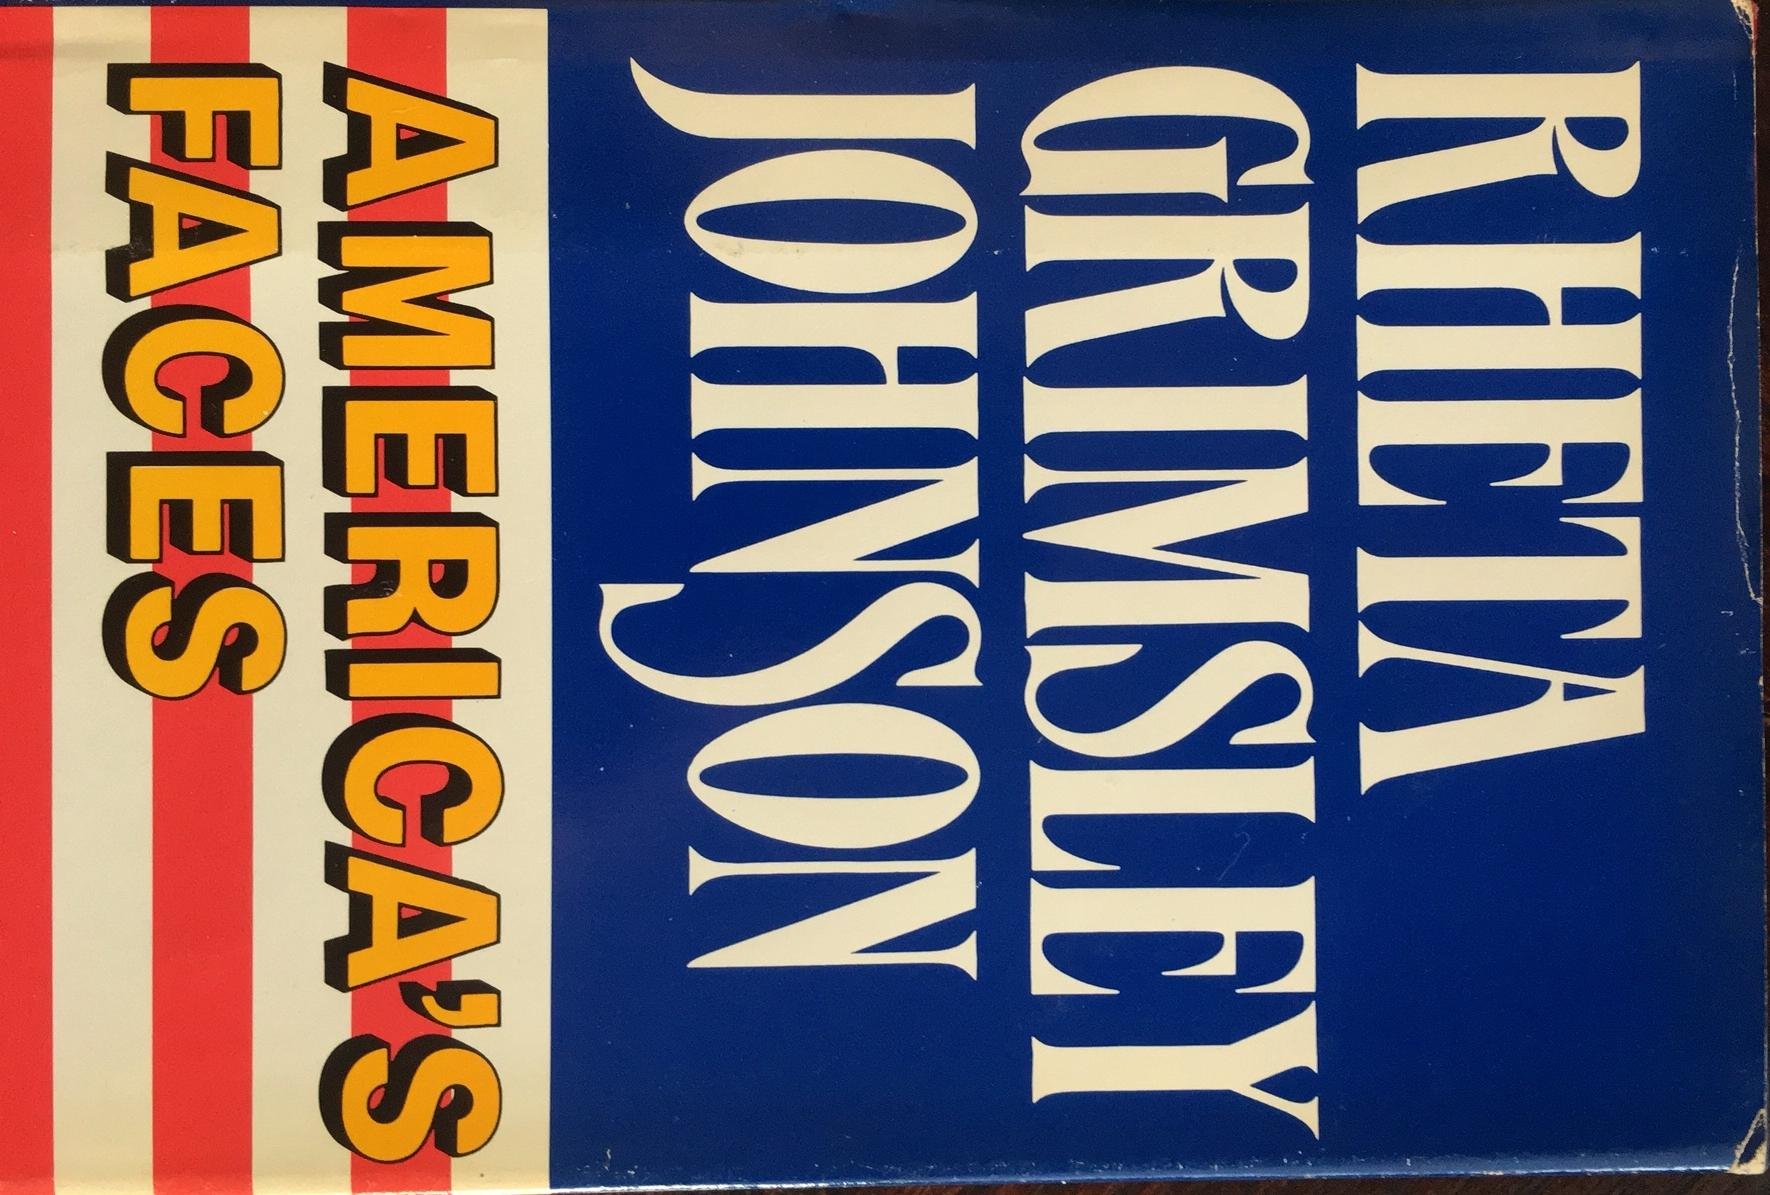 RHETA
GRIMSLEY
JOHNSON
AMERICA'S
FACES